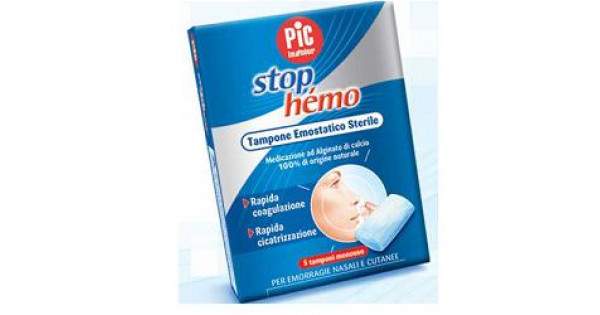 PiC
stop
hémo
Tampone Emostatico Sterile
Medicazione ad Alginato di calcio
100% di origine naturale
Rapida
coagulazione
Rapida
cicatrizzazione
5 tamponi monouso
PER EMORRAGIE NASALI E CUTANEE